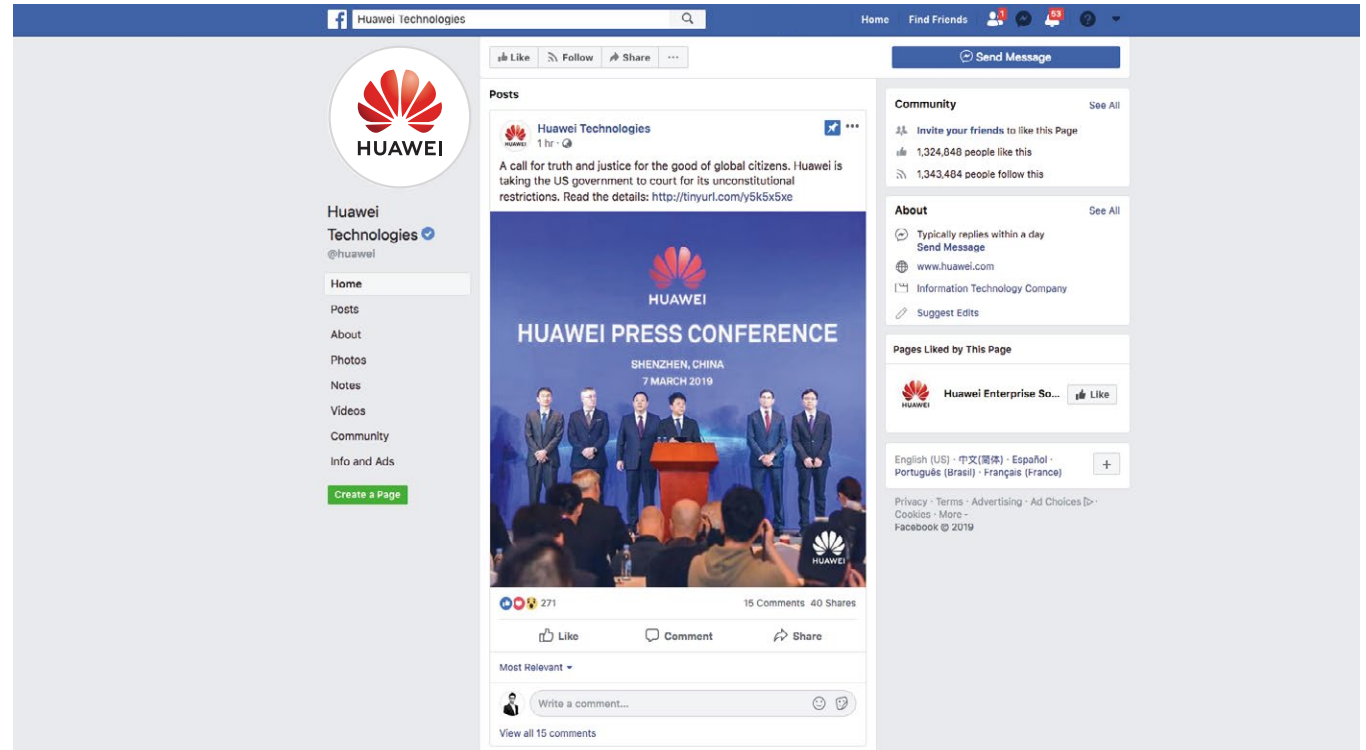 Huawei Technologies
Home Find Friends 1 53
HUAWEI
Huawei
Technologies
@huawei
Home
Posts
About
Photos
Notes
Videos
Community
Info and Ads
Create a Page
Like Follow Share ...
Posts
Huawei Technologies
HUAWEI
1 hr ·
A call for truth and justice for the good of global citizens. Huawei is
taking the US government to court for its unconstitutional
restrictions. Read the details: http://tinyurl.com/y5k5x5xe
HUAWEI
HUAWEI PRESS CONFERENCE
SHENZHEN, CHINA
7 MARCH 2019
HUAWEI
271 15 Comments 40 Shares
Like Comment Share
Most Relevant
Write a comment...
View all 15 comments
Send Message
Community See All
Invite your friends to like this Page
1,324,848 people like this
1,343,484 people follow this
About See All
Typically replies within a day
Send Message
www.huawei.com
Information Technology Company
Suggest Edits
Pages Liked by This Page
HUAWEI
Huawei Enterprise So... Like
English (US) · 中文(简体) · Español ·
Português (Brasil) · Français (France)
+
Privacy · Terms · Advertising · Ad Choices ·
Cookies · More -
Facebook © 2019